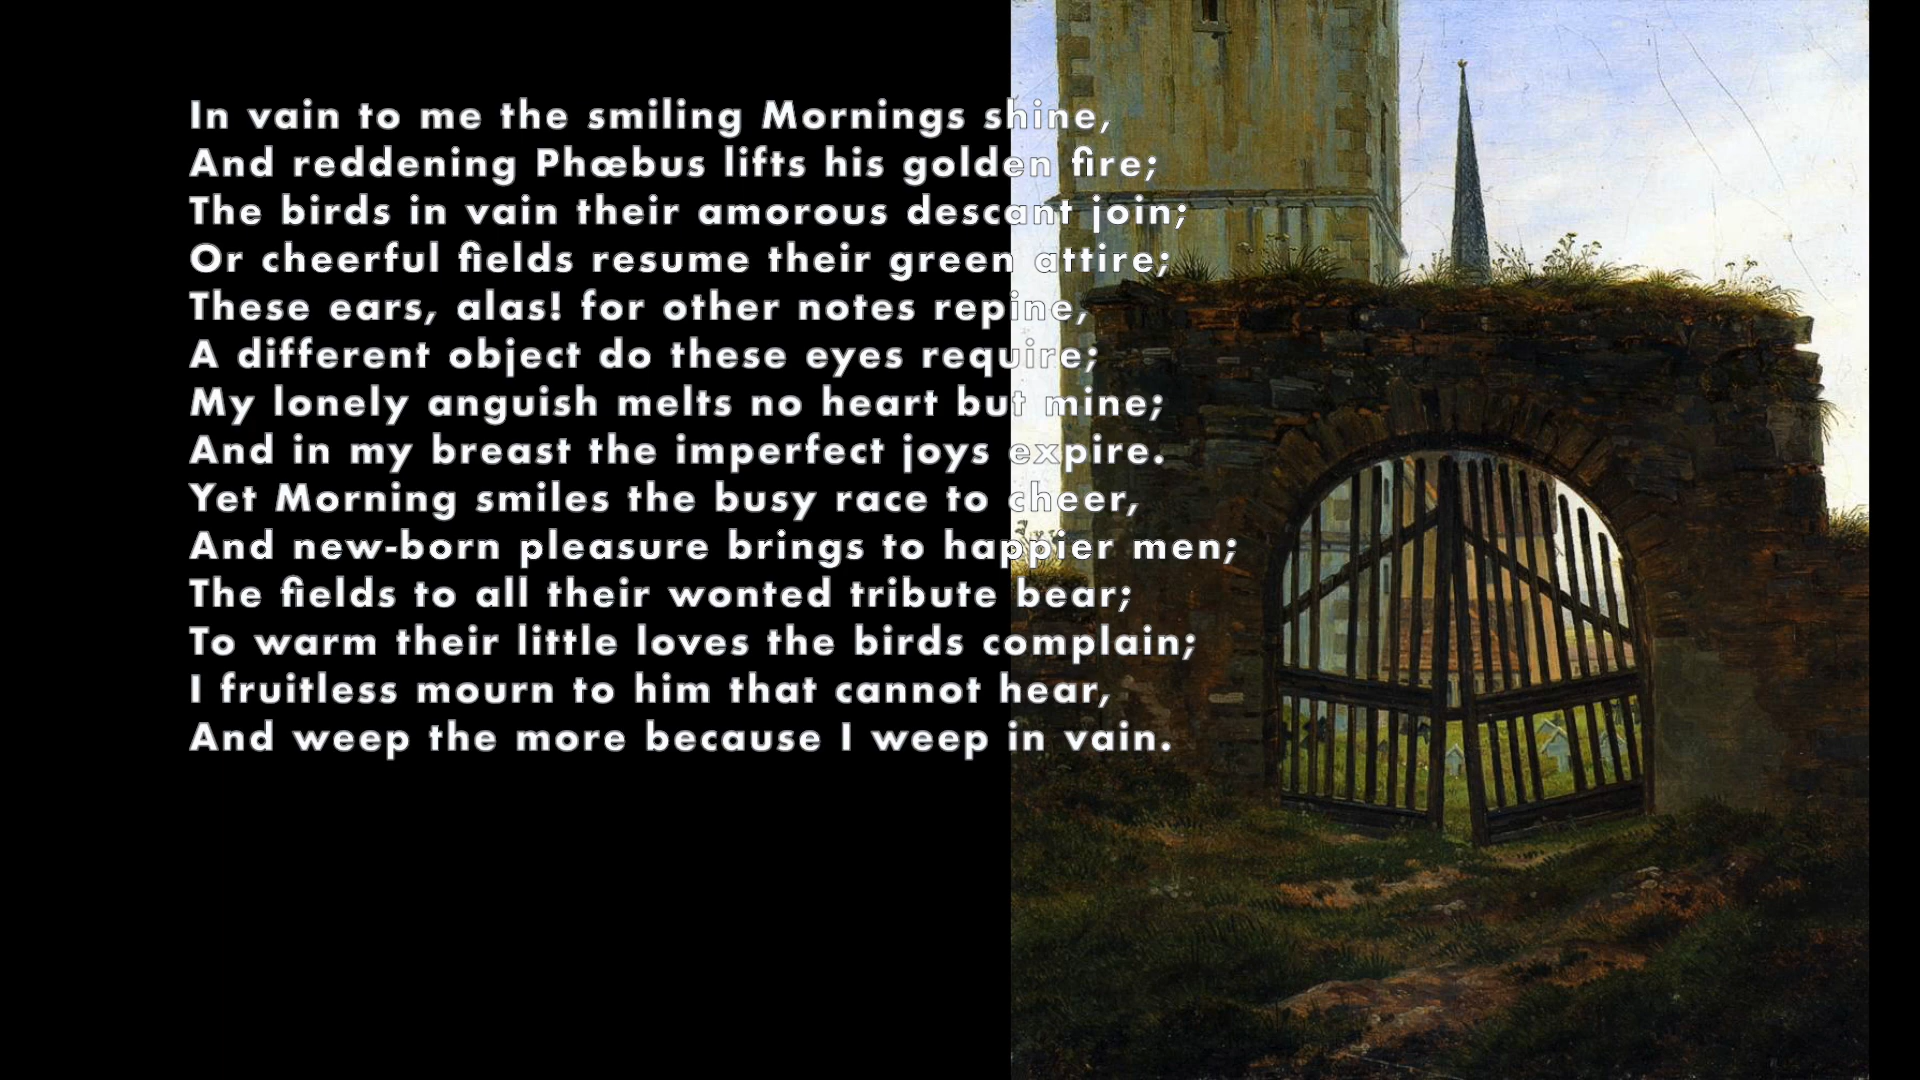 In vain to me the smiling Mornings shine,
And reddening Phœbus lifts his golden fire;
The birds in vain their amorous descant join;
Or cheerful fields resume their green attire;
These ears, alas! for other notes repine,
A different object do these eyes require;
My lonely anguish melts no heart but mine;
And in my breast the imperfect joys expire.
Yet Morning smiles the busy race to cheer,
And new-born pleasure brings to happier men;
The fields to all their wonted tribute bear;
To warm their little loves the birds complain;
I fruitless mourn to him that cannot hear,
And weep the more because I weep in vain.